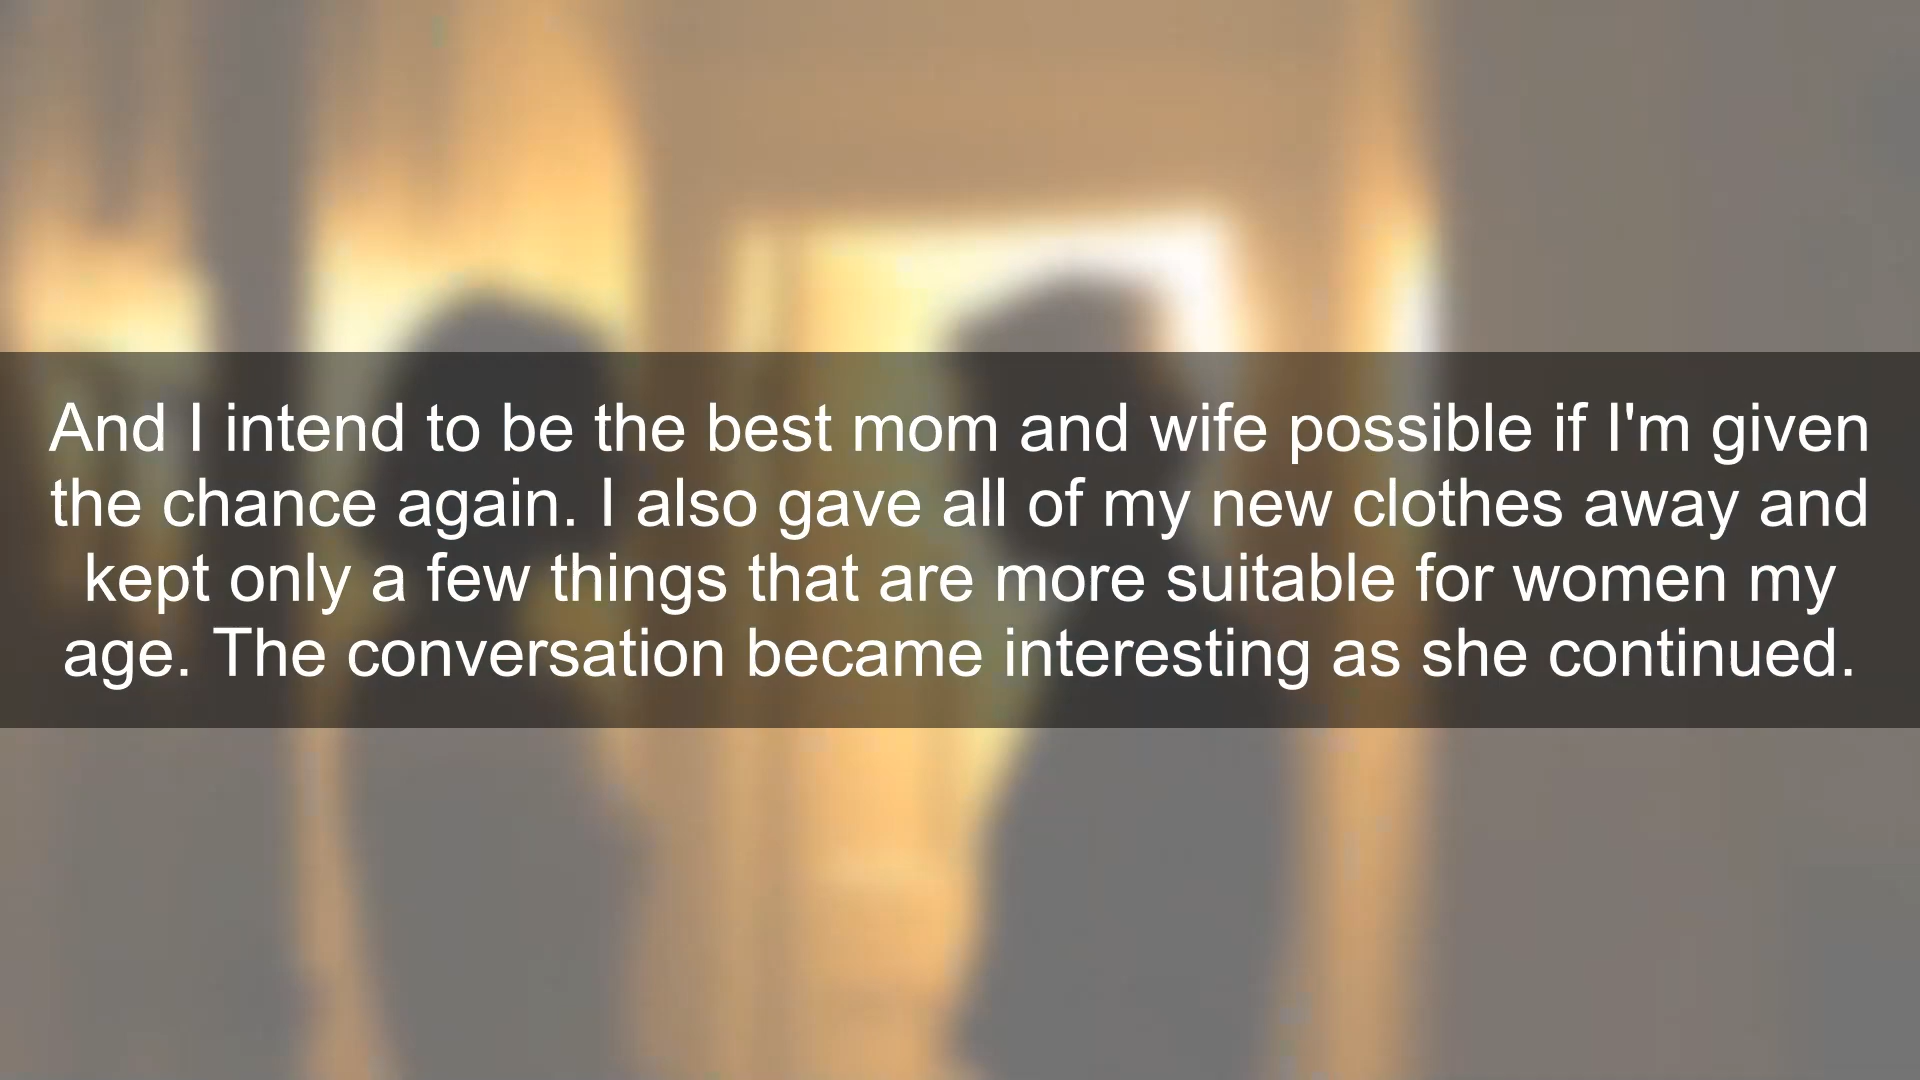 And I intend to be the best mom and wife possible if I'm given
the chance again. I also gave all of my new clothes away and
kept only a few things that are more suitable for women my
age. The conversation became interesting as she continued.